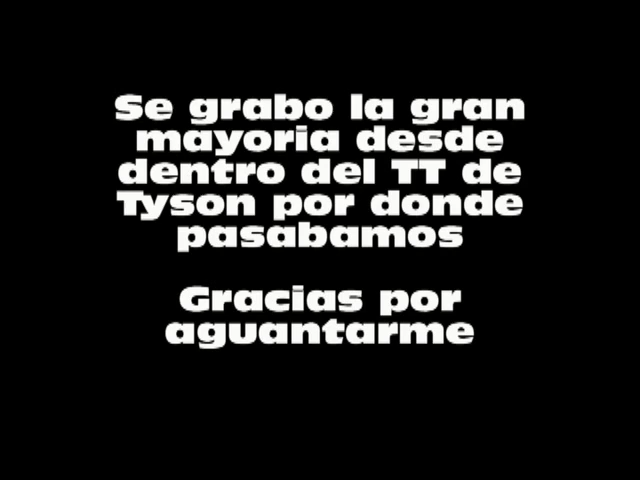 Se grabo la gran
mayoria desde
dentro del TT de
Tyson por donde
pasabamos
Gracias por
aguantarme